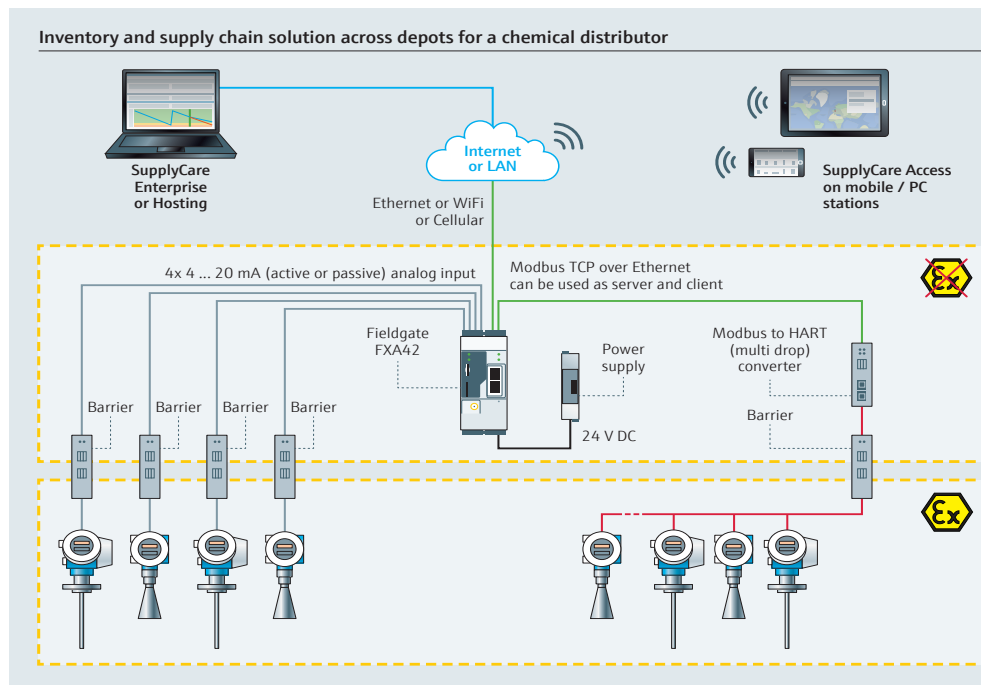 Inventory and supply chain solution across depots for a chemical distributor
SupplyCare
Enterprise
or Hosting
Internet
or LAN
SupplyCare Access
on mobile / PC
stations
Ethernet or WiFi
or Cellular
4x 4 ... 20 mA (active or passive) analog input
Modbus TCP over Ethernet
can be used as server and client
Ex
Fieldgate
FXA42
Power
supply
Modbus to HART
(multi drop)
converter
Barrier
Barrier
Barrier
Barrier
Barrier
24 V DC
Ex